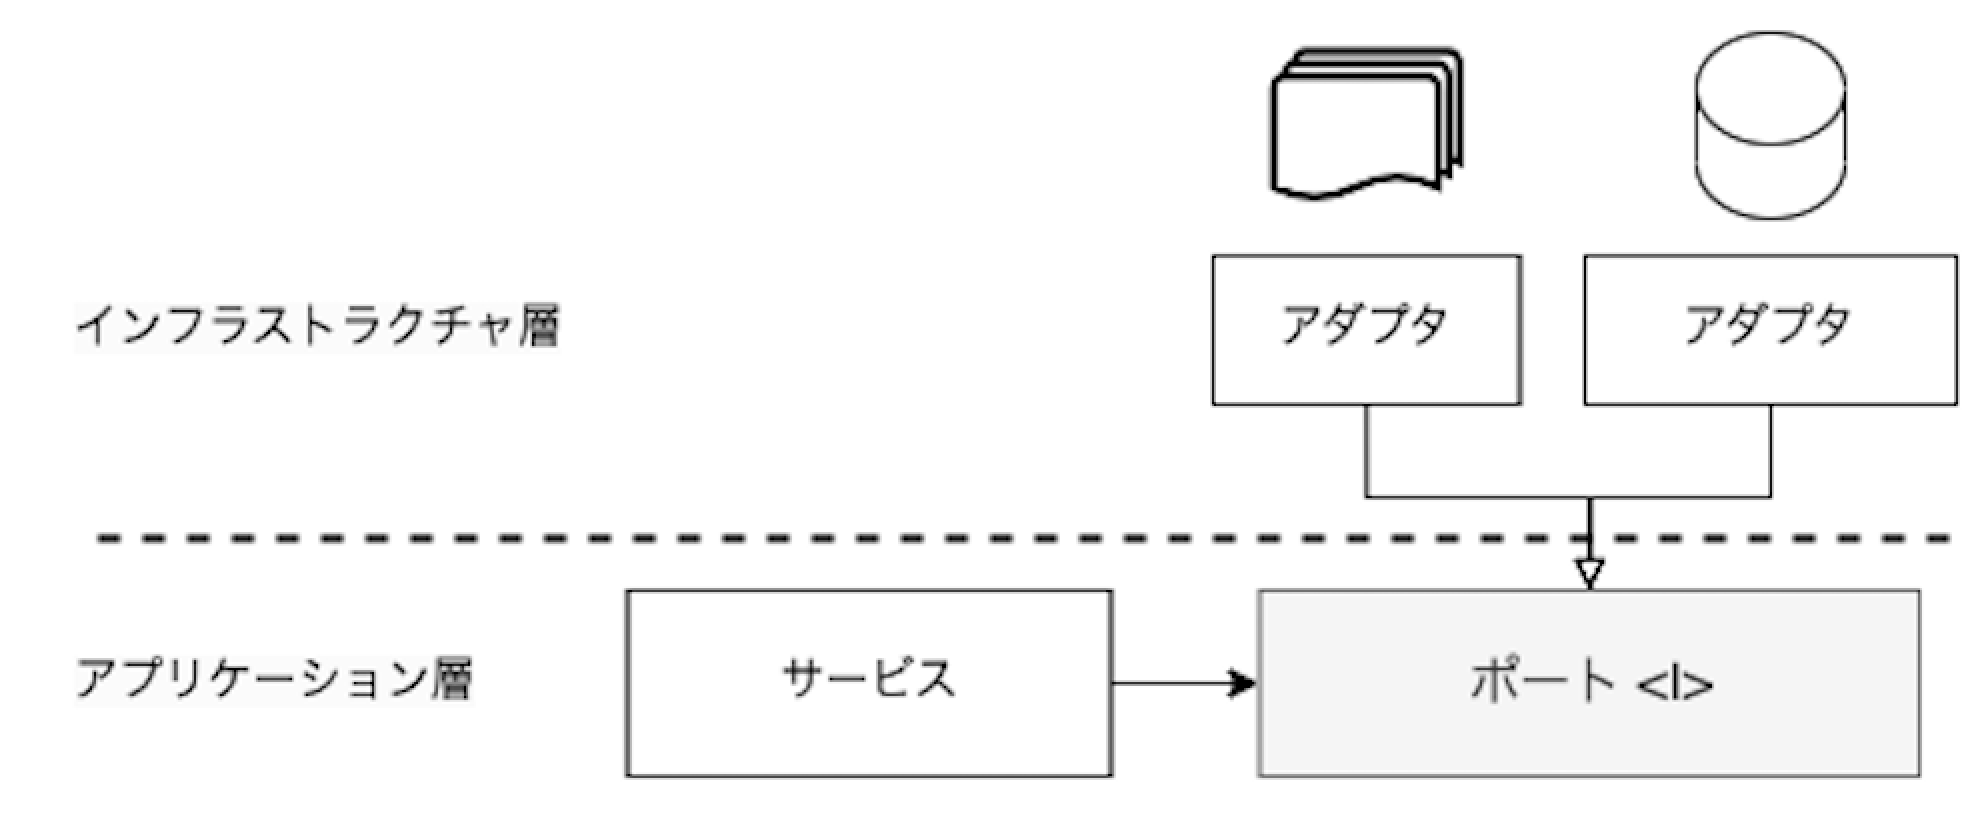 インフラストラクチャ層
アダプタ
アダプタ
アプリケーション層
サービス
ポート <I>